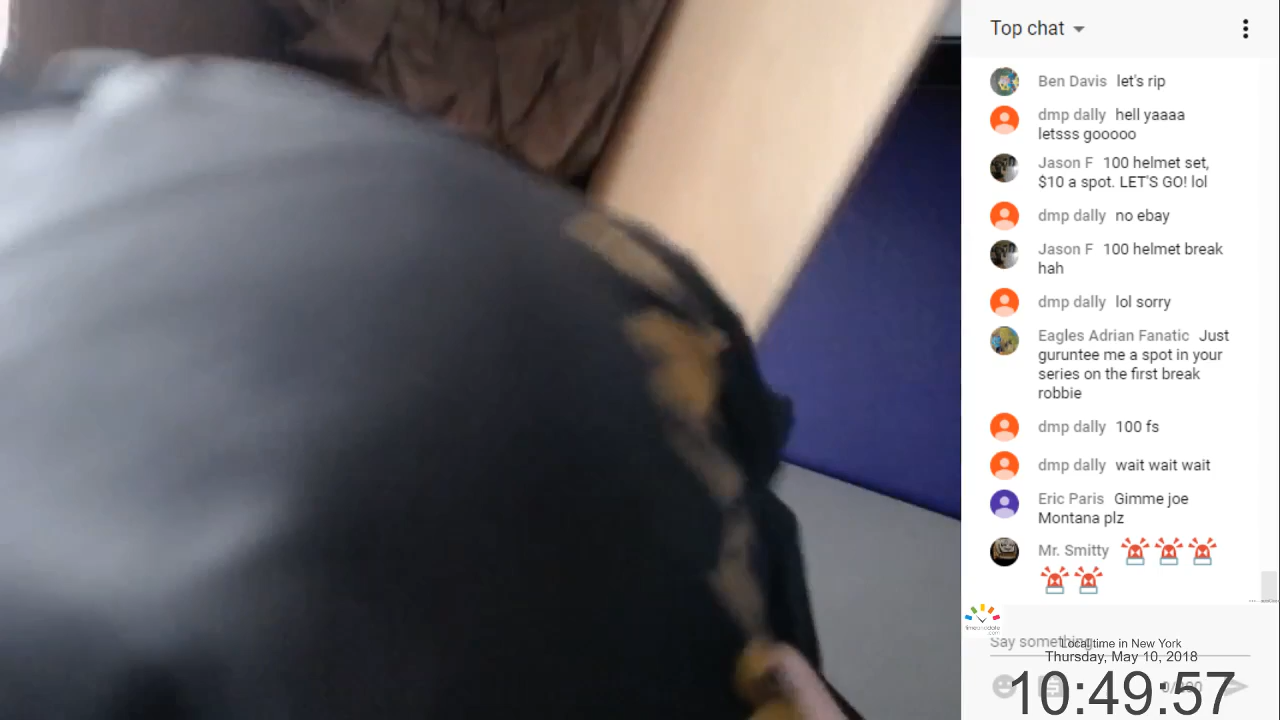 Top chat
Ben Davis let's rip
dmp dally hell yaaaa
letsss gooooo
Jason F 100 helmet set,
$10 a spot. LET'S GO! lol
dmp dally no ebay
Jason F 100 helmet break
hah
dmp dally lol sorry
Eagles Adrian Fanatic Just
guruntee me a spot in your
series on the first break
robbie
dmp dally 100 fs
dmp dally wait wait wait
Eric Paris Gimme joe
Montana plz
Mr. Smitty
Say something...
Local time in New York
Thursday, May 10, 2018
10:49:57